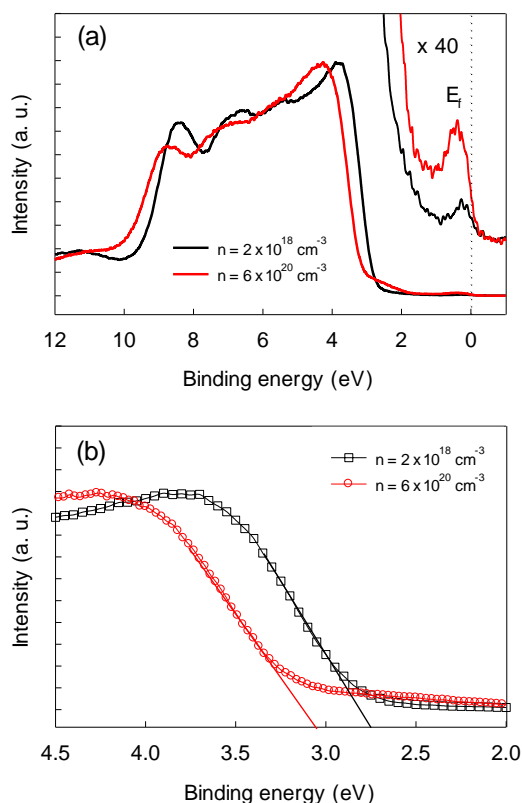 (a)
x 40
E_f
Intensity (a. u.)
n = 2 x 10^18 cm^-3
n = 6 x 10^20 cm^-3
12 10 8 6 4 2 0
Binding energy (eV)
(b)
n = 2 x 10^18 cm^-3
n = 6 x 10^20 cm^-3
Intensity (a. u.)
4.5 4.0 3.5 3.0 2.5 2.0
Binding energy (eV)